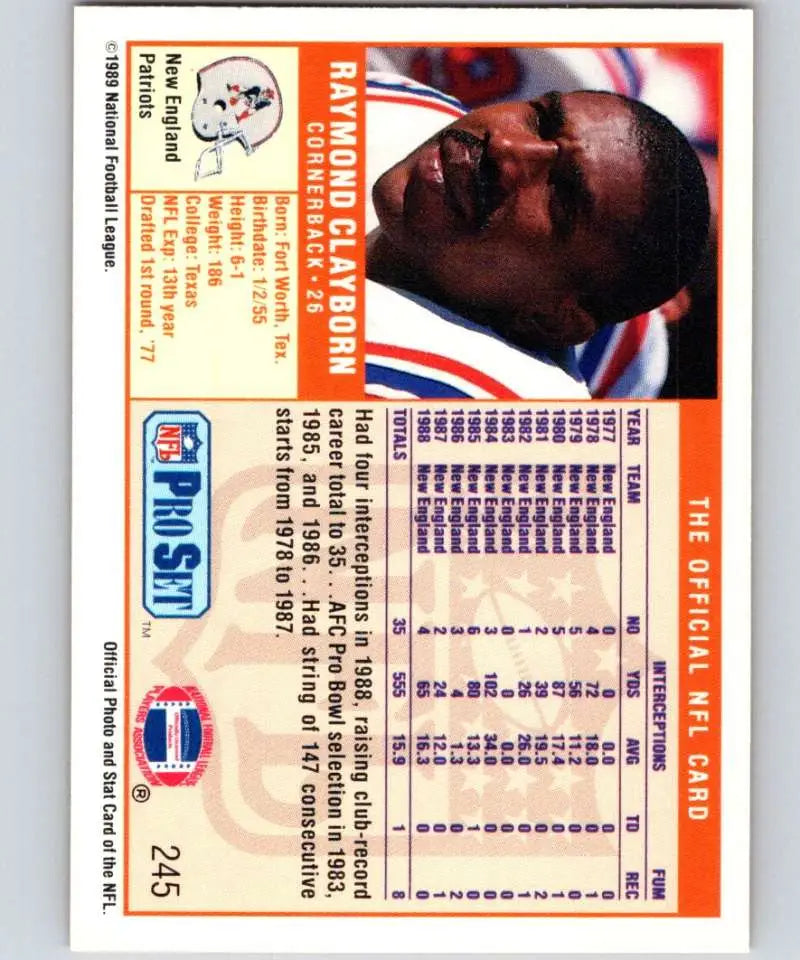 THE OFFICIAL NFL CARD
RAYMOND CLAYBORN
CORNERBACK • 26
New England
Patriots
Born: Fort Worth, Tex.
Birthdate: 1/2/55
Height: 6-1
Weight: 186
College: Texas
NFL Exp: 13th year
Drafted 1st round, '77
INTERCEPTIONS FUM
YEAR TEAM NO YDS AVG TD REC
1977 New England 0 0 0.0 0 0
1978 New England 4 72 18.0 0 1
1979 New England 5 56 11.2 0 0
1980 New England 5 87 17.4 0 1
1981 New England 2 39 19.5 0 2
1982 New England 1 26 26.0 0 1
1983 New England 0 0 0.0 0 0
1984 New England 3 102 34.0 0 0
1985 New England 6 80 13.3 1 0
1986 New England 3 4 1.3 0 2
1987 New England 2 24 12.0 0 1
1988 New England 4 65 16.3 0 0
TOTALS 35 555 15.9 1 8
Had four interceptions in 1988, raising club-record
career total to 35...AFC Pro Bowl selection in 1983,
1985, and 1986...Had string of 147 consecutive
starts from 1978 to 1987.
NFL PRO SET TM
NATIONAL FOOTBALL LEAGUE
PLAYERS ASSOCIATION
®
245
©1989 National Football League.
Official Photo and Stat Card of the NFL.